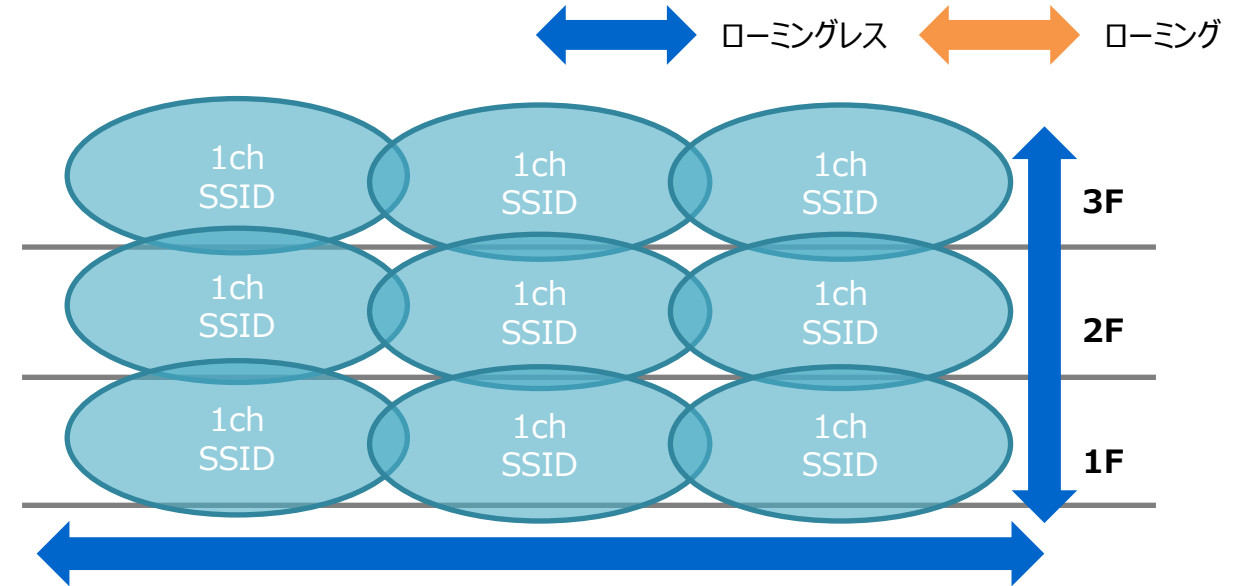 ローミングレス ローミング
1ch
SSID
1ch
SSID
1ch
SSID
3F
1ch
SSID
1ch
SSID
1ch
SSID
2F
1ch
SSID
1ch
SSID
1ch
SSID
1F